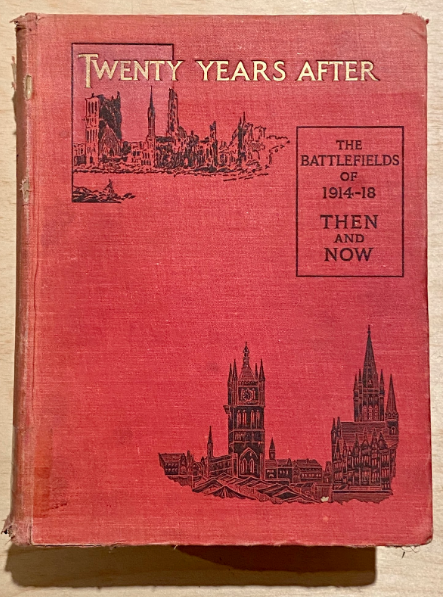 TWENTY YEARS AFTER
THE
BATTLEFIELDS
OF
1914-18
THEN
AND
NOW